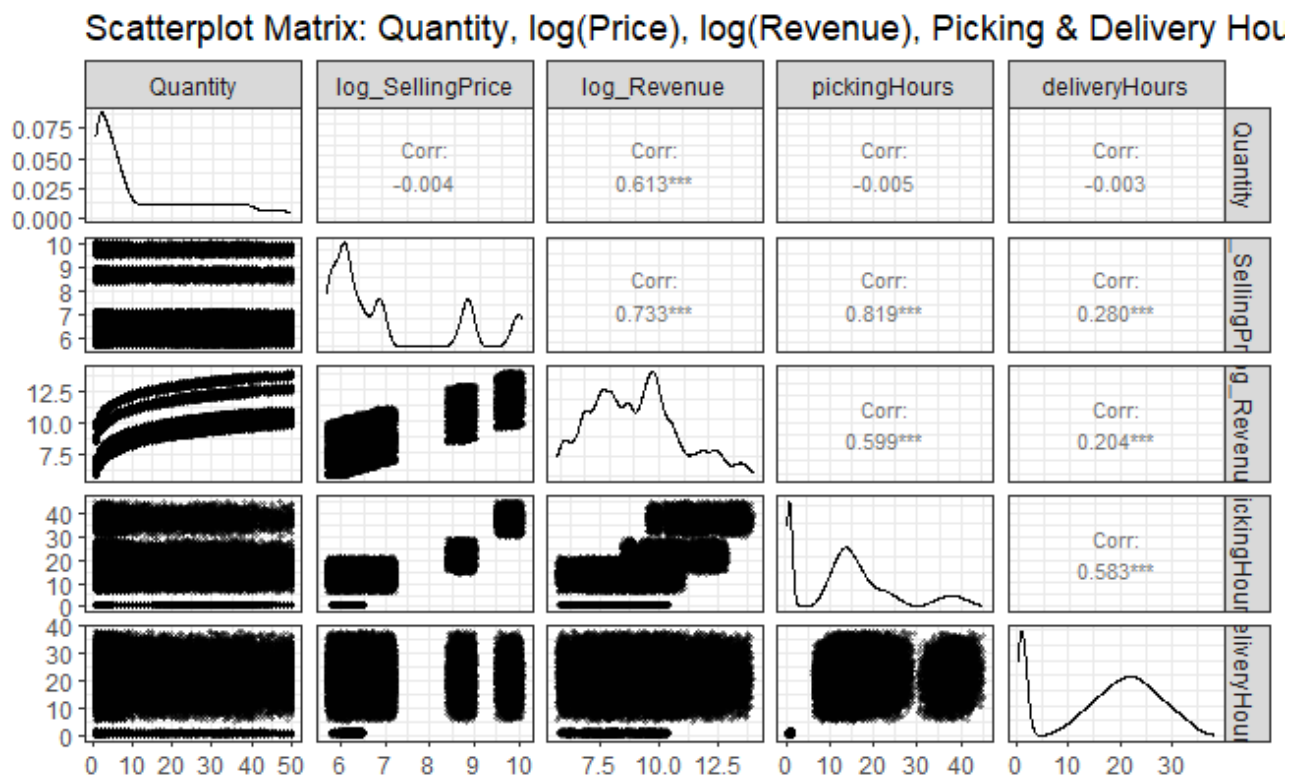 Scatterplot Matrix: Quantity, log(Price), log(Revenue), Picking & Delivery Hou
Quantity log_SellingPrice log_Revenue pickingHours deliveryHours
0.075
0.050
0.025
0.000
Corr:
-0.004
Corr:
0.613***
Corr:
-0.005
Corr:
-0.003
Quantity
10
9
8
7
6
Corr:
0.733***
Corr:
0.819***
Corr:
0.280***
_SellingPr
12.5
10.0
7.5
Corr:
0.599***
Corr:
0.204***
g_Revenu
40
30
20
10
0
Corr:
0.583***
ickingHour
40
30
20
10
0
eliveryHour
0 10 20 30 40 50 6 7 8 9 10 7.5 10.0 12.5 0 10 20 30 40 0 10 20 30